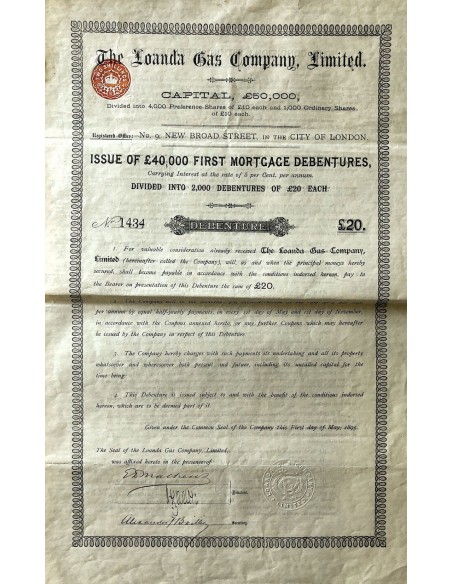 The Loanda Gas Company, Limited.
CAPITAL, £50,000,
Divided into 4,000 Preference Shares of £10 each and 1,000 Ordinary Shares
of £10 each.
Registered Office: No. 9, NEW BROAD STREET, IN THE CITY OF LONDON.
ISSUE OF £40,000 FIRST MORTGAGE DEBENTURES,
Carrying Interest at the rate of 5 per Cent. per annum.
DIVIDED INTO 2,000 DEBENTURES OF £20 EACH
No 1434
DEBENTURE
£20.
1. For valuable consideration already received The Loanda Gas Company,
Limited (hereinafter called the Company), will, as and when the principal moneys hereby
secured, shall become payable in accordance with the conditions indorsed hereon, pay to
the Bearer on presentation of this Debenture the sum of £20.
2. The Company will
per annum by equal half-yearly payments, on every 1st day of May and 1st day of November,
in accordance with the Coupons annexed hereto, or any further Coupons which may hereafter
be issued by the Company in respect of this Debenture.
3. The Company hereby charges with such payments its undertaking and all its property
whatsoever and wheresoever both present and future, including its uncalled capital for the
time being.
4. This Debenture is issued subject to and with the benefit of the conditions indorsed
hereon, which are to be deemed part of it.
Given under the Common Seal of the Company this First day of May, 1895.
The Seal of the Loanda Gas Company, Limited,
was affixed hereto in the presence of
Directors.
Alexander J. Bradley
Secretary.